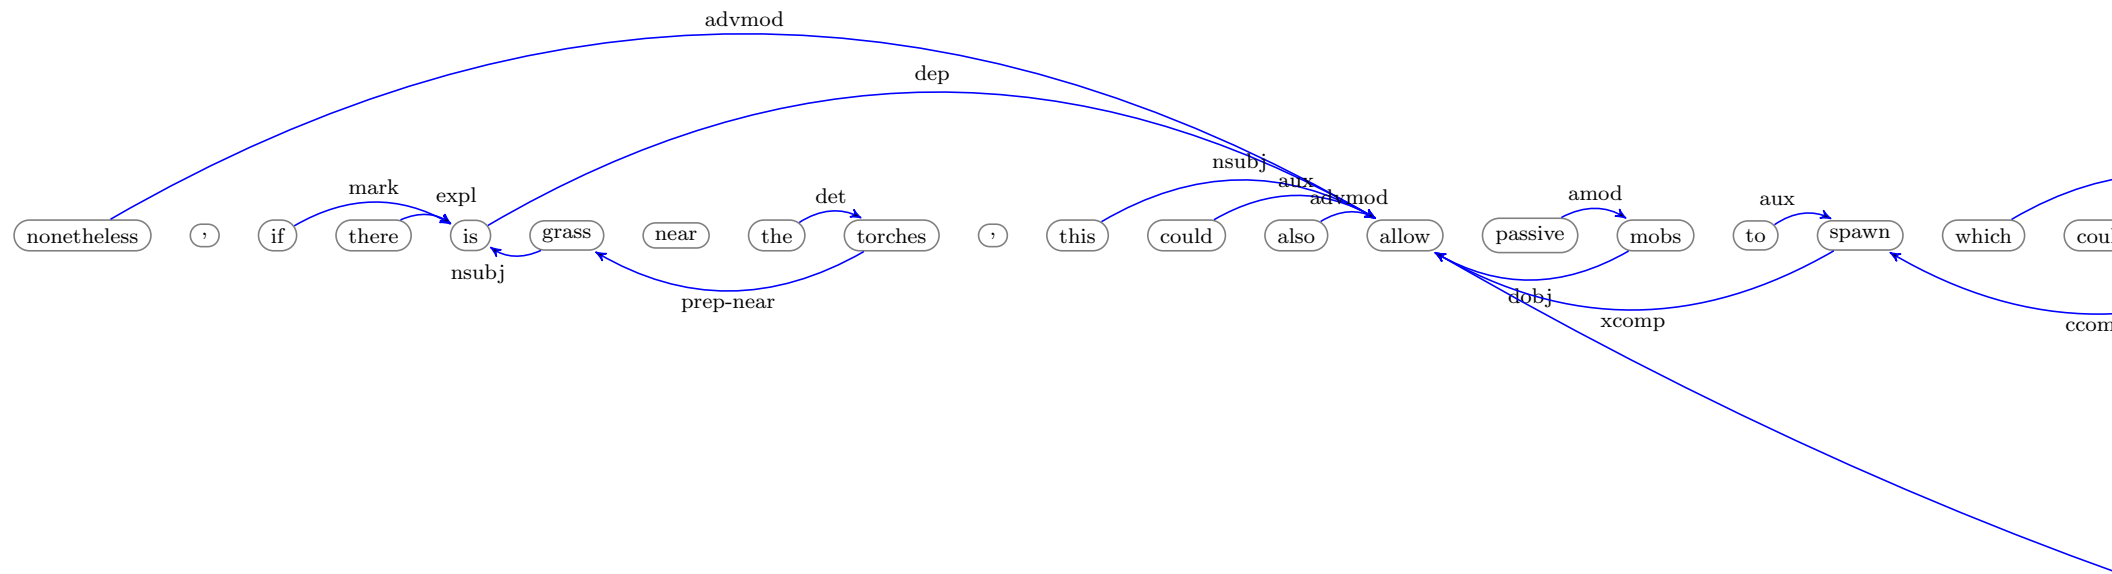 advmod
dep
nsubj
mark expl det aux advmod amod aux
nonetheless , if there is grass near the torches , this could also allow passive mobs to spawn which
nsubj prep-near dobj xcomp